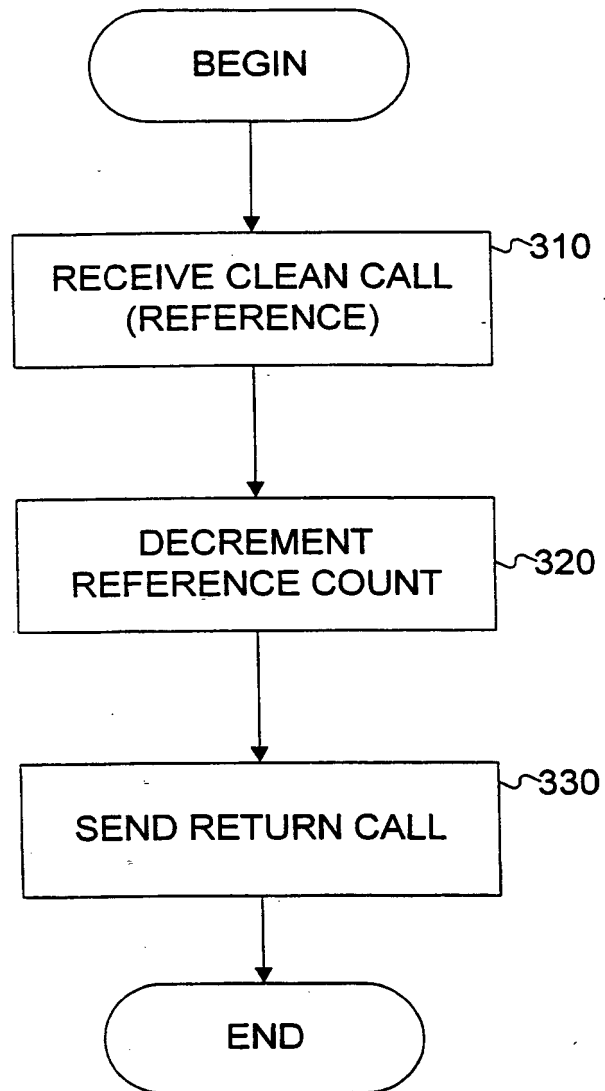 BEGIN
RECEIVE CLEAN CALL
(REFERENCE)
310
DECREMENT
REFERENCE COUNT
320
SEND RETURN CALL
330
END